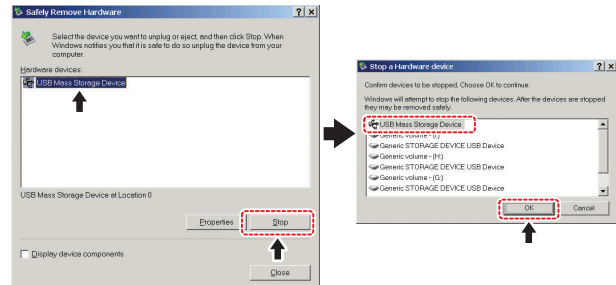 Safely Remove Hardware
Select the device you want to unplug or eject, and then click Stop. When
Windows notifies you that it is safe to do so unplug the device from your
computer.
Hardware devices:
USB Mass Storage Device
USB Mass Storage Device at Location 0
Properties
Stop
Display device components
Close
Stop a Hardware device
Confirm devices to be stopped, Choose OK to continue.
Windows will attempt to stop the following devices. After the devices are stopped
they may be removed safely.
USB Mass Storage Device
Generic volume - (I:)
Generic STORAGE DEVICE USB Device
Generic volume - (H:)
Generic STORAGE DEVICE USB Device
Generic volume - (G:)
Generic STORAGE DEVICE USB Device
OK
Cancel